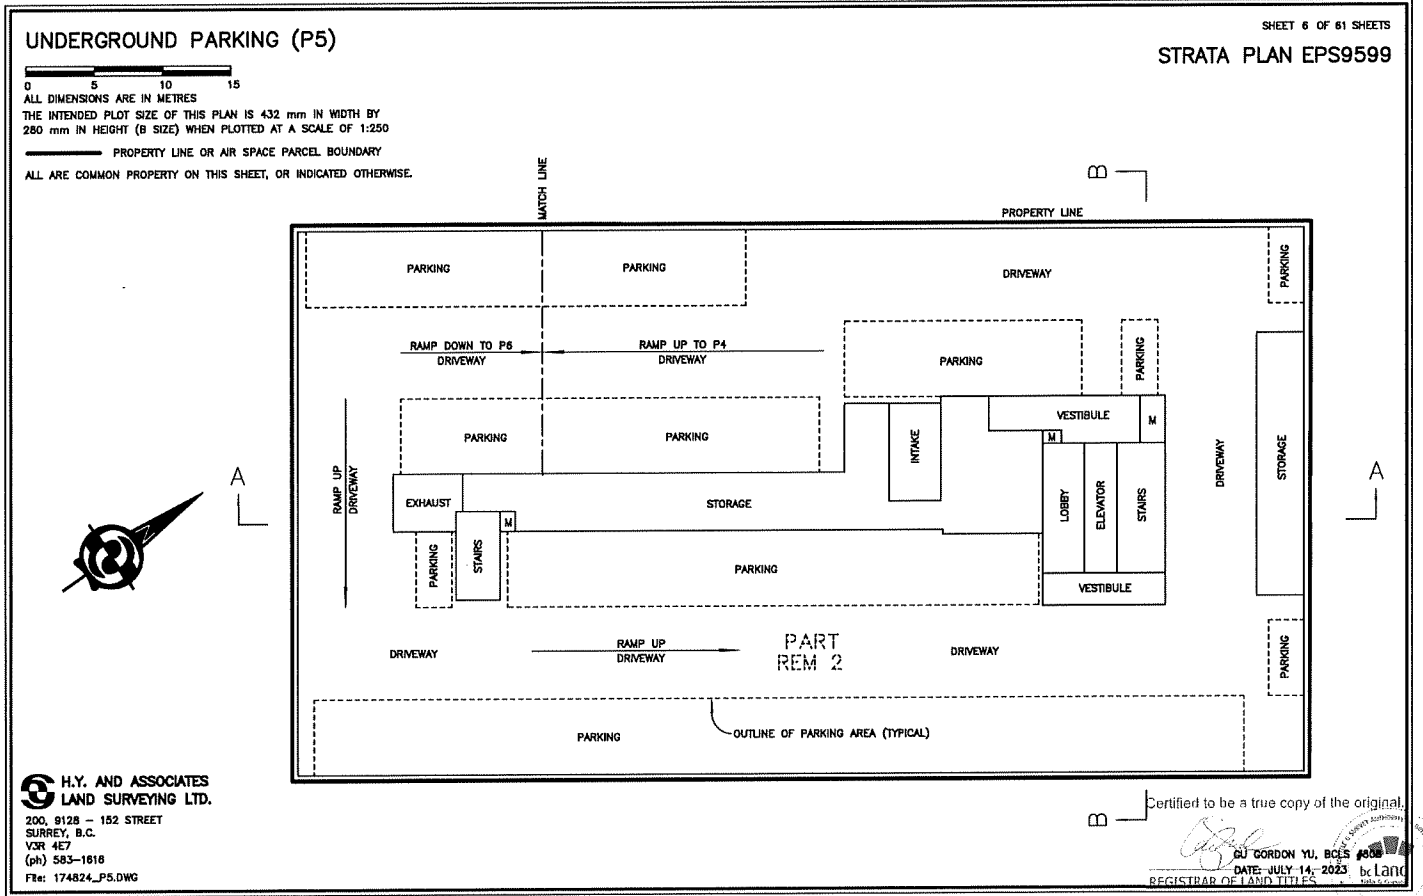 SHEET 6 OF 61 SHEETS
UNDERGROUND PARKING (P5)
STRATA PLAN EPS9599
0 5 10 15
ALL DIMENSIONS ARE IN METRES
THE INTENDED PLOT SIZE OF THIS PLAN IS 432 mm IN WIDTH BY
280 mm IN HEIGHT (B SIZE) WHEN PLOTTED AT A SCALE OF 1:250
PROPERTY LINE OR AIR SPACE PARCEL BOUNDARY
ALL ARE COMMON PROPERTY ON THIS SHEET, OR INDICATED OTHERWISE.
MATCH LINE
B
PROPERTY LINE
PARKING
PARKING
DRIVEWAY
PARKING
RAMP DOWN TO P6
DRIVEWAY
RAMP UP TO P4
DRIVEWAY
PARKING
PARKING
VESTIBULE
M
M
PARKING
PARKING
INTAKE
STORAGE
DRIVEWAY
A
A
RAMP UP
DRIVEWAY
EXHAUST
STORAGE
LOBBY
ELEVATOR
STAIRS
M
STAIRS
PARKING
PARKING
VESTIBULE
PART
REM 2
RAMP UP
DRIVEWAY
DRIVEWAY
DRIVEWAY
PARKING
PARKING
OUTLINE OF PARKING AREA (TYPICAL)
H.Y. AND ASSOCIATES
LAND SURVEYING LTD.
200, 9128 – 152 STREET
SURREY, B.C.
V3R 4E7
(ph) 583-1616
File: 174824_P5.DWG
B
Certified to be a true copy of the original.
GU GORDON YU, BCLS
DATE: JULY 14, 2023
REGISTRAR OF LAND TITLES
bc Land